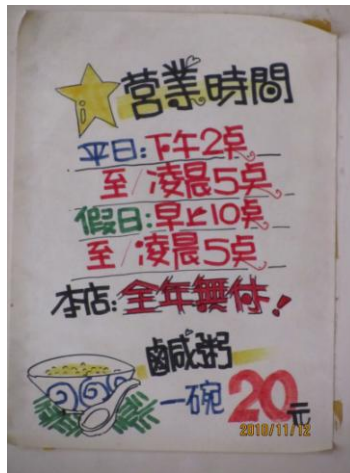 營業時間
平日:下午2点
至/凌晨5点
假日:早上10点
至/凌晨5点
本店:全年無休!
鹹粥
一碗20元
2010/11/12